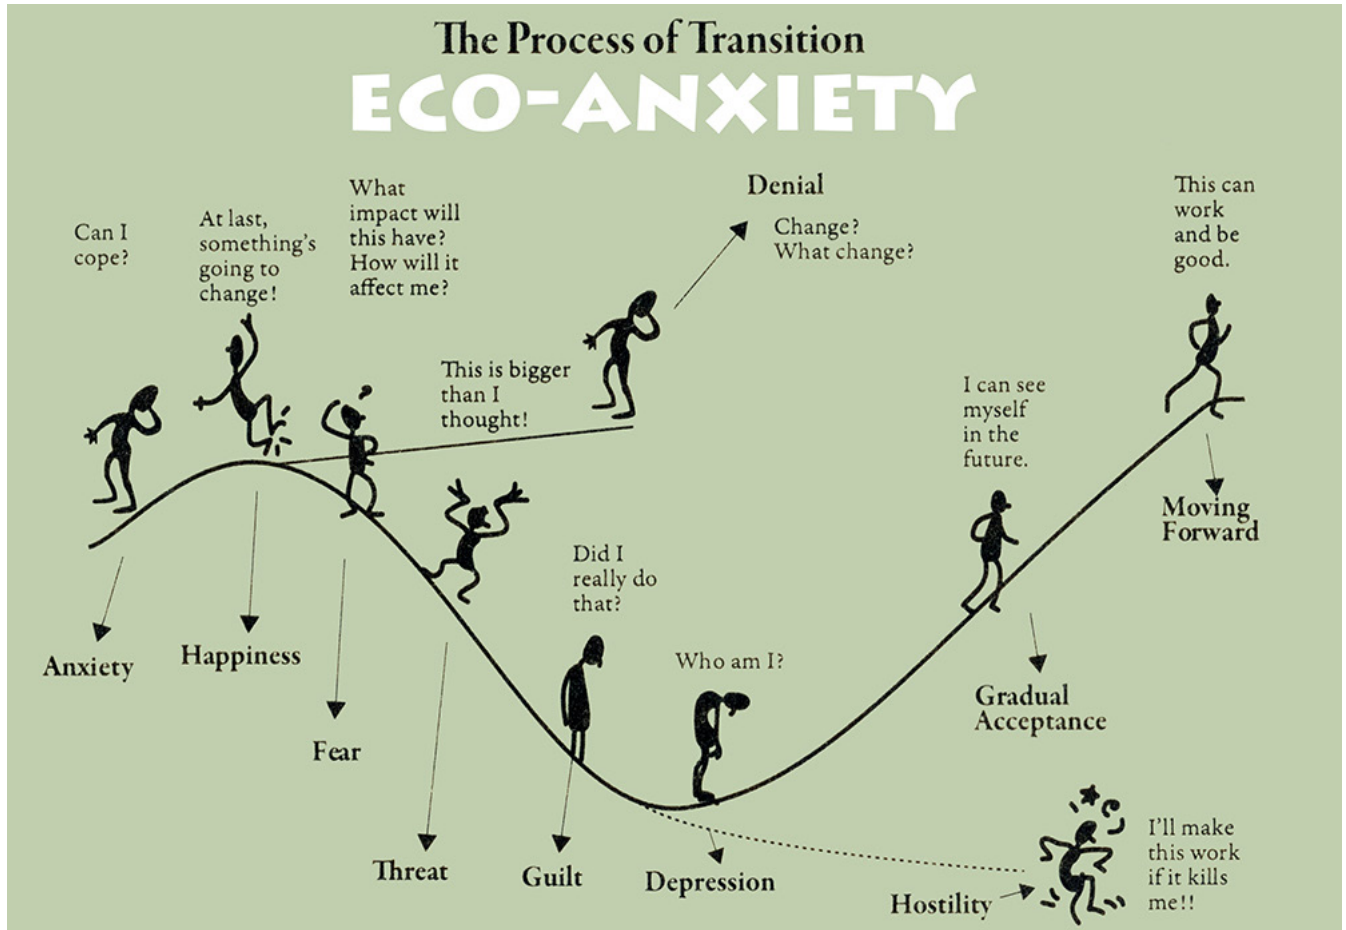 The Process of Transition
ECO-ANXIETY
Can I
cope?
At last,
something's
going to
change!
What
impact will
this have?
How will it
affect me?
This is bigger
than I
thought!
Denial
Change?
What change?
Did I
really do
that?
Who am I?
I can see
myself
in the
future.
This can
work
and be
good.
Moving
Forward
Anxiety
Happiness
Fear
Threat
Guilt
Depression
Gradual
Acceptance
Hostility
I'll make
this work
if it kills
me!!